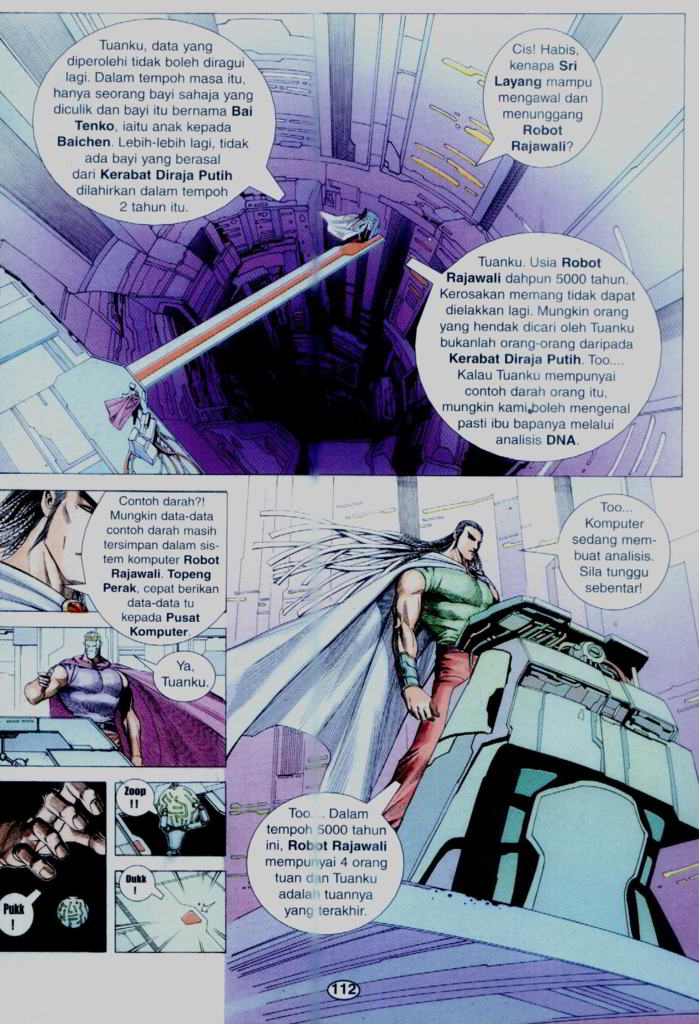 Tuanku, data yang
diperolehi tidak boleh diragui
lagi. Dalam tempoh masa itu,
hanya seorang bayi sahaja yang
diculik dan bayi itu bernama Bai
Tenko, iaitu anak kepada
Baichen. Lebih-lebih lagi, tidak
ada bayi yang berasal
dari Kerabat Diraja Putih
dilahirkan dalam tempoh
2 tahun itu.
Cis! Habis,
kenapa Sri
Layang mampu
mengawal dan
menunggang
Robot
Rajawali?
Tuanku. Usia Robot
Rajawali dahpun 5000 tahun.
Kerosakan memang tidak dapat
dielakkan lagi. Mungkin orang
yang hendak dicari oleh Tuanku
bukanlah orang-orang daripada
Kerabat Diraja Putih. Too....
Kalau Tuanku mempunyai
contoh darah orang itu,
mungkin kami boleh mengenal
pasti ibu bapanya melalui
analisis DNA.
Contoh darah?!
Mungkin data-data
contoh darah masih
tersimpan dalam sis-
tem komputer Robot
Rajawali. Topeng
Perak, cepat berikan
data-data tu
kepada Pusat
Komputer.
Ya,
Tuanku.
Pukk
!
Zoop
!!
Dukk
!
Too...
Komputer
sedang mem-
buat analisis.
Sila tunggu
sebentar!
Too.... Dalam
tempoh 5000 tahun
ini, Robot Rajawali
mempunyai 4 orang
tuan dan Tuanku
adalah tuannya
yang terakhir.
112